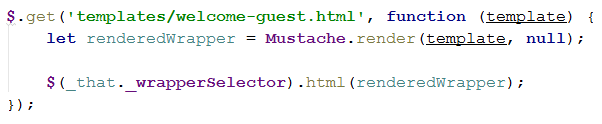 $.get('templates/welcome-guest.html', function (template) {
    let renderedWrapper = Mustache.render(template, null);

    $(_that._wrapperSelector).html(renderedWrapper);
});